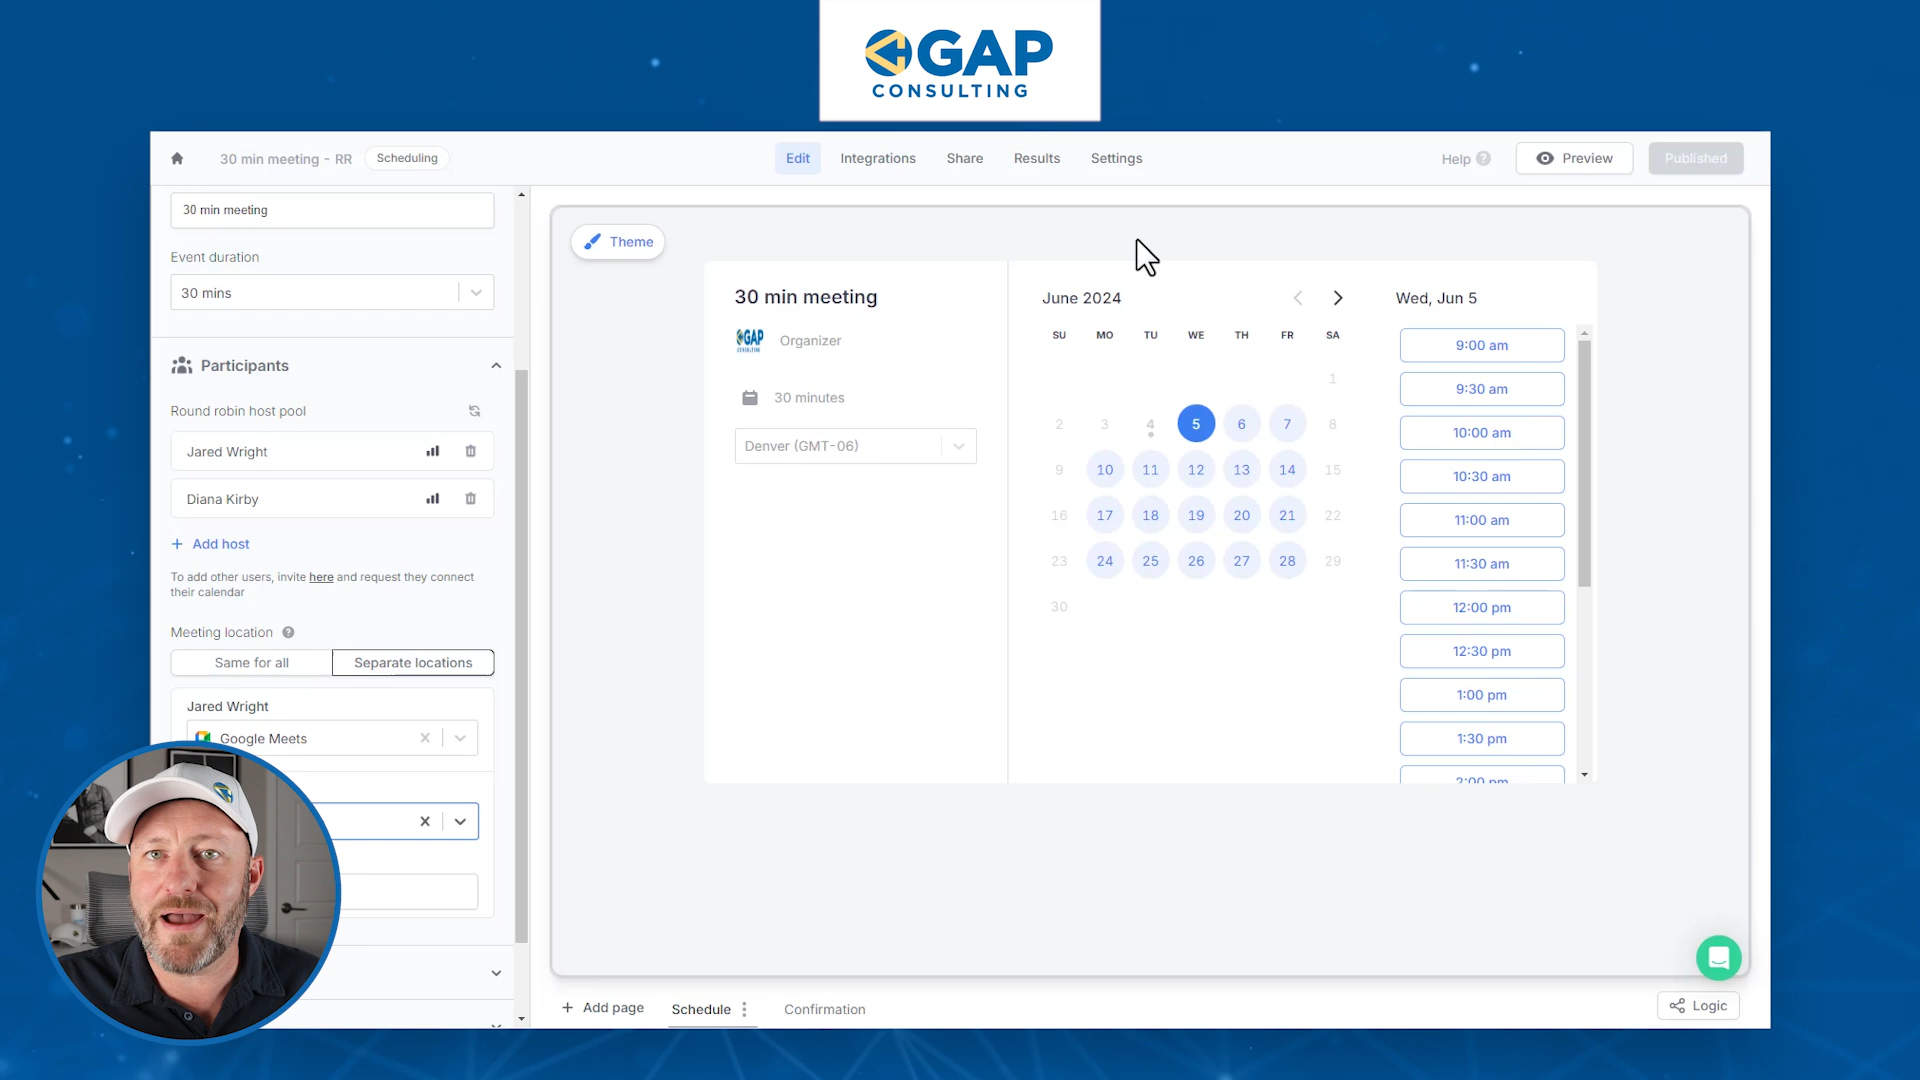 GAP
CONSULTING
30 min meeting - RR
Scheduling
Edit
Integrations
Share
Results
Settings
Help
Preview
Published
30 min meeting
Event duration
30 mins
Participants
Round robin host pool
Jared Wright
Diana Kirby
+ Add host
To add other users, invite here and request they connect
their calendar
Meeting location
Same for all
Separate locations
Jared Wright
Google Meets
Theme
30 min meeting
GAP
CONSULTING
Organizer
30 minutes
Denver (GMT-06)
June 2024
SU MO TU WE TH FR SA
1
2 3 4 5 6 7 8
9 10 11 12 13 14 15
16 17 18 19 20 21 22
23 24 25 26 27 28 29
30
Wed, Jun 5
9:00 am
9:30 am
10:00 am
10:30 am
11:00 am
11:30 am
12:00 pm
12:30 pm
1:00 pm
1:30 pm
2:00 pm
+ Add page
Schedule
Confirmation
Logic